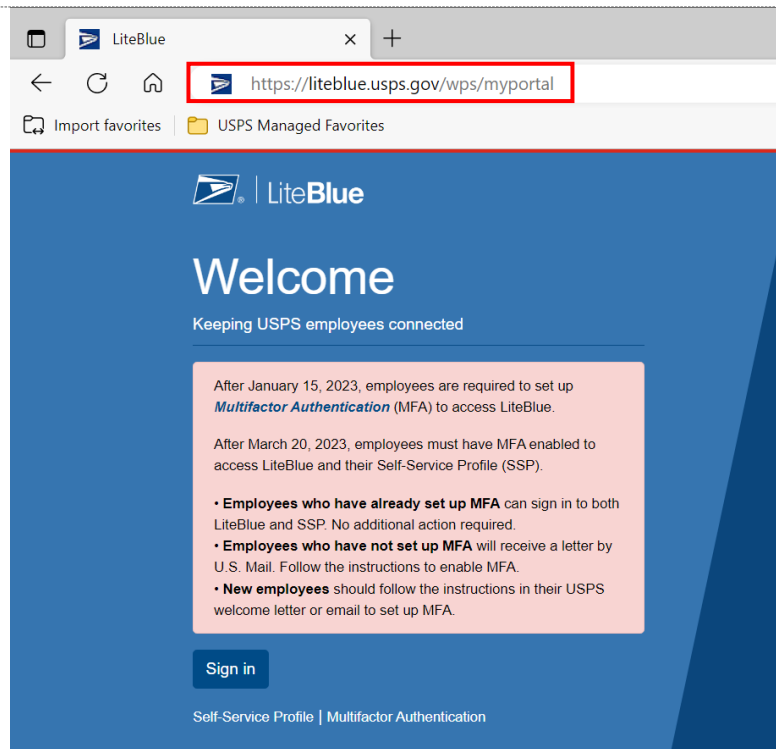 LiteBlue
https://liteblue.usps.gov/wps/myportal
Import favorites
USPS Managed Favorites
® LiteBlue
Welcome
Keeping USPS employees connected
After January 15, 2023, employees are required to set up
Multifactor Authentication (MFA) to access LiteBlue.
After March 20, 2023, employees must have MFA enabled to
access LiteBlue and their Self-Service Profile (SSP).
• Employees who have already set up MFA can sign in to both
LiteBlue and SSP. No additional action required.
• Employees who have not set up MFA will receive a letter by
U.S. Mail. Follow the instructions to enable MFA.
• New employees should follow the instructions in their USPS
welcome letter or email to set up MFA.
Sign in
Self-Service Profile | Multifactor Authentication